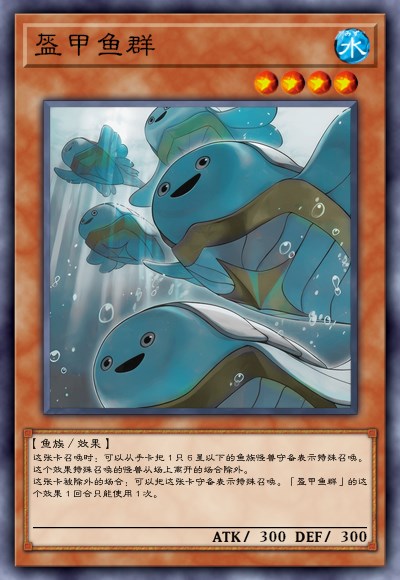 盔甲鱼群
水
【鱼族／效果】
这张卡召唤时：可以从手卡把1只6星以下的鱼族怪兽守备表示特殊召唤。
这个效果特殊召唤的怪兽从场上离开的场合除外。
这张卡被除外的场合：可以把这张卡守备表示特殊召唤。「盔甲鱼群」的这
个效果1回合只能使用1次。
ATK/ 300 DEF/ 300